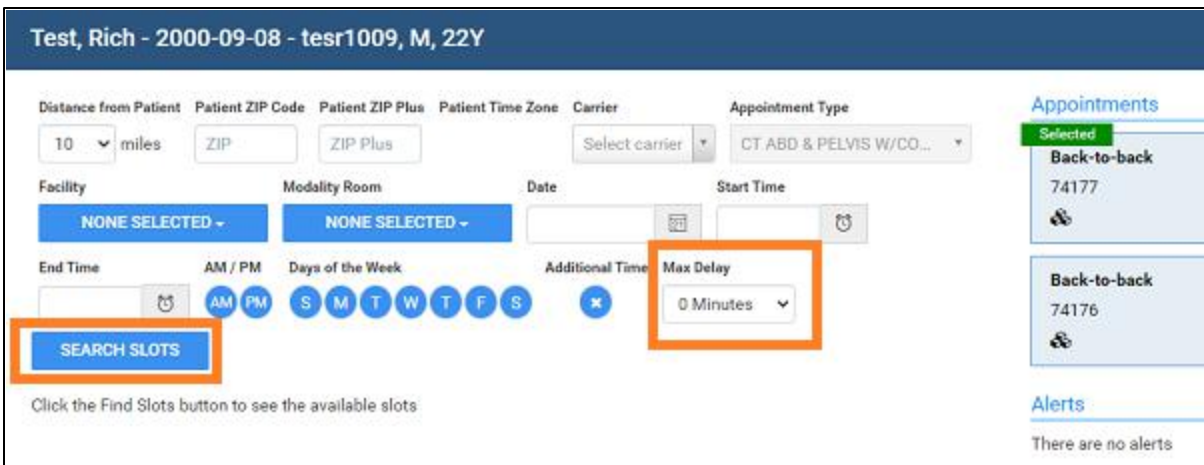 Test, Rich - 2000-09-08 - tesr1009, M, 22Y
Distance from Patient Patient ZIP Code Patient ZIP Plus Patient Time Zone Carrier Appointment Type
10 miles ZIP ZIP Plus Select carrier CT ABD & PELVIS W/CO...
Facility Modality Room Date Start Time
NONE SELECTED NONE SELECTED
End Time AM / PM Days of the Week Additional Time Max Delay
AM PM S M T W T F S 0 Minutes
SEARCH SLOTS
Click the Find Slots button to see the available slots
Appointments
Selected
Back-to-back
74177
Back-to-back
74176
Alerts
There are no alerts